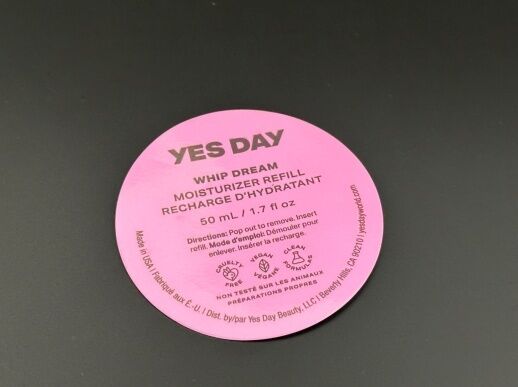 YES DAY
WHIP DREAM
MOISTURIZER REFILL
RECHARGE D'HYDRATANT
50 mL / 1.7 fl oz
Directions: Pop out to remove. Insert
refill. Mode d'emploi: Démouler pour
enlever. Insérer la recharge.
CRUELTY FREE
VEGAN VEGANE
CLEAN FORMULAS
NON TESTÉ SUR LES ANIMAUX
PRÉPARATIONS PROPRES
Made in USA | Fabriqué aux É.-U. | Dist. by/par Yes Day Beauty, LLC | Beverly Hills, CA 90210 | yesdayworld.com